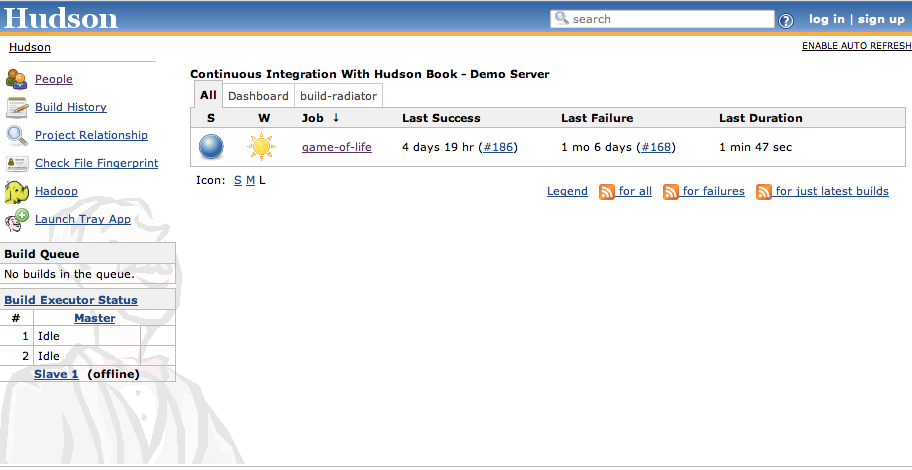 Hudson
search
log in | sign up
Hudson
ENABLE AUTO REFRESH
People
Build History
Project Relationship
Check File Fingerprint
Hadoop
Launch Tray App
Build Queue
No builds in the queue.
Build Executor Status
# Master
1 Idle
2 Idle
Slave 1 (offline)
Continuous Integration With Hudson Book - Demo Server
All Dashboard build-radiator
S W Job ↓ Last Success Last Failure Last Duration
game-of-life 4 days 19 hr (#186) 1 mo 6 days (#168) 1 min 47 sec
Icon: S M L
Legend for all for failures for just latest builds